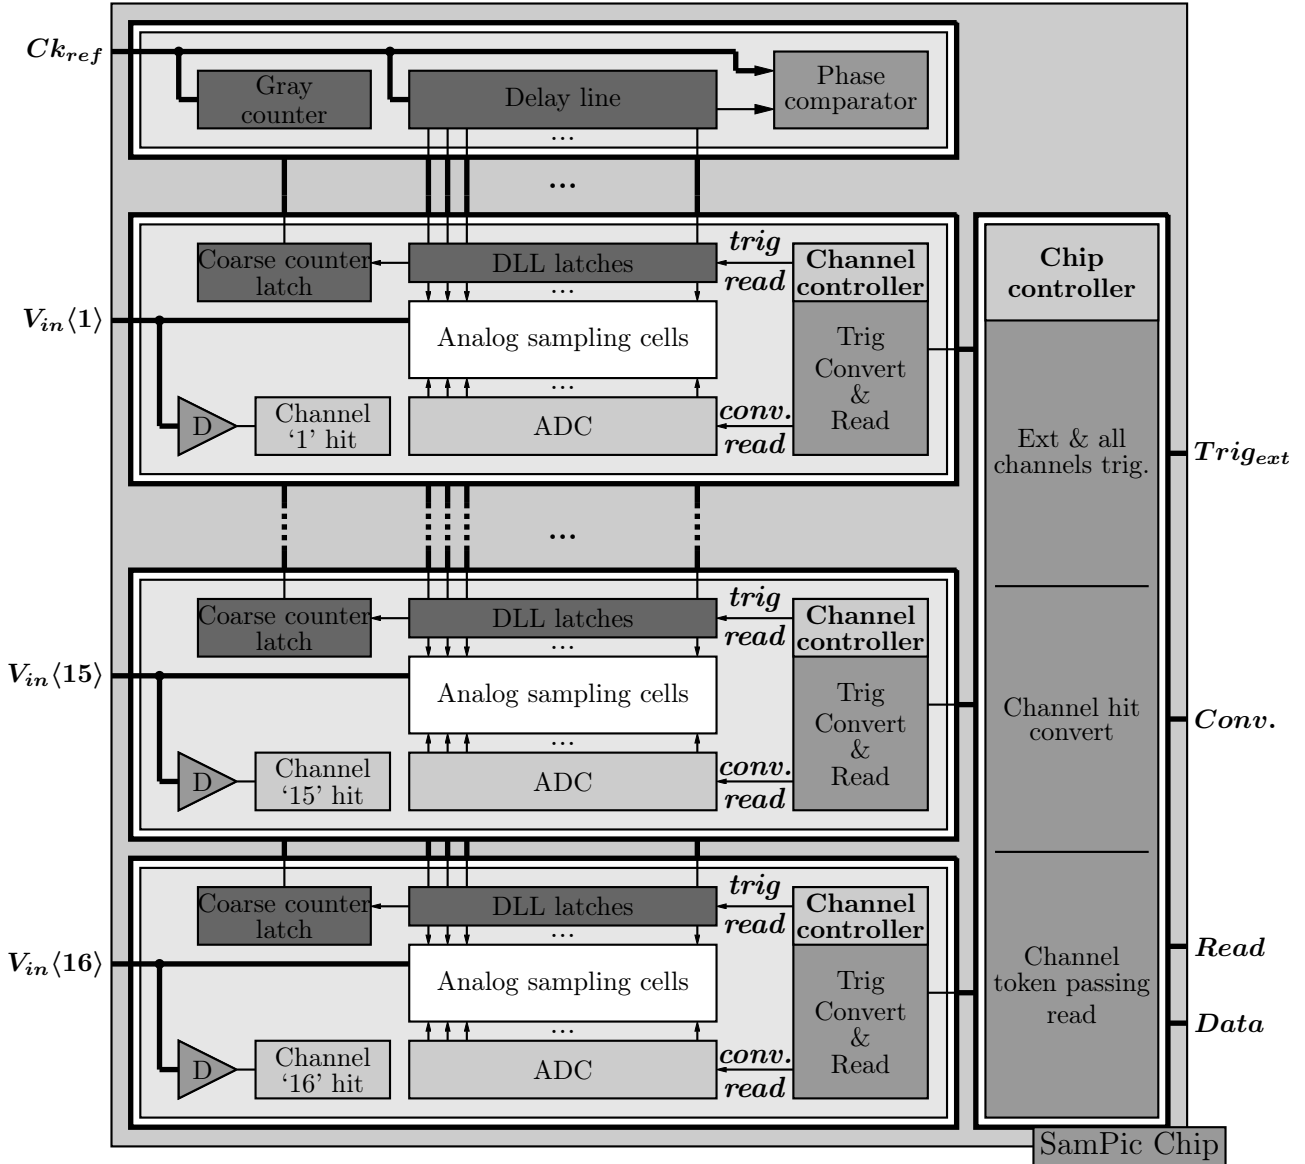 Ck_ref
Gray
counter
Delay line
Phase
comparator
...
...
Coarse counter
latch
DLL latches
trig
read
Channel
controller
Chip
controller
...
V_in⟨1⟩
Analog sampling cells
Trig
Convert
&
Read
...
D
Channel
‘1’ hit
ADC
conv.
read
Ext & all
channels trig.
Trig_ext
...
Coarse counter
latch
DLL latches
trig
read
Channel
controller
...
V_in⟨15⟩
Analog sampling cells
Trig
Convert
&
Read
Channel hit
convert
Conv.
...
D
Channel
‘15’ hit
ADC
conv.
read
Coarse counter
latch
DLL latches
trig
read
Channel
controller
...
V_in⟨16⟩
Analog sampling cells
Trig
Convert
&
Read
Channel
token passing
read
Read
Data
...
D
Channel
‘16’ hit
ADC
conv.
read
SamPic Chip